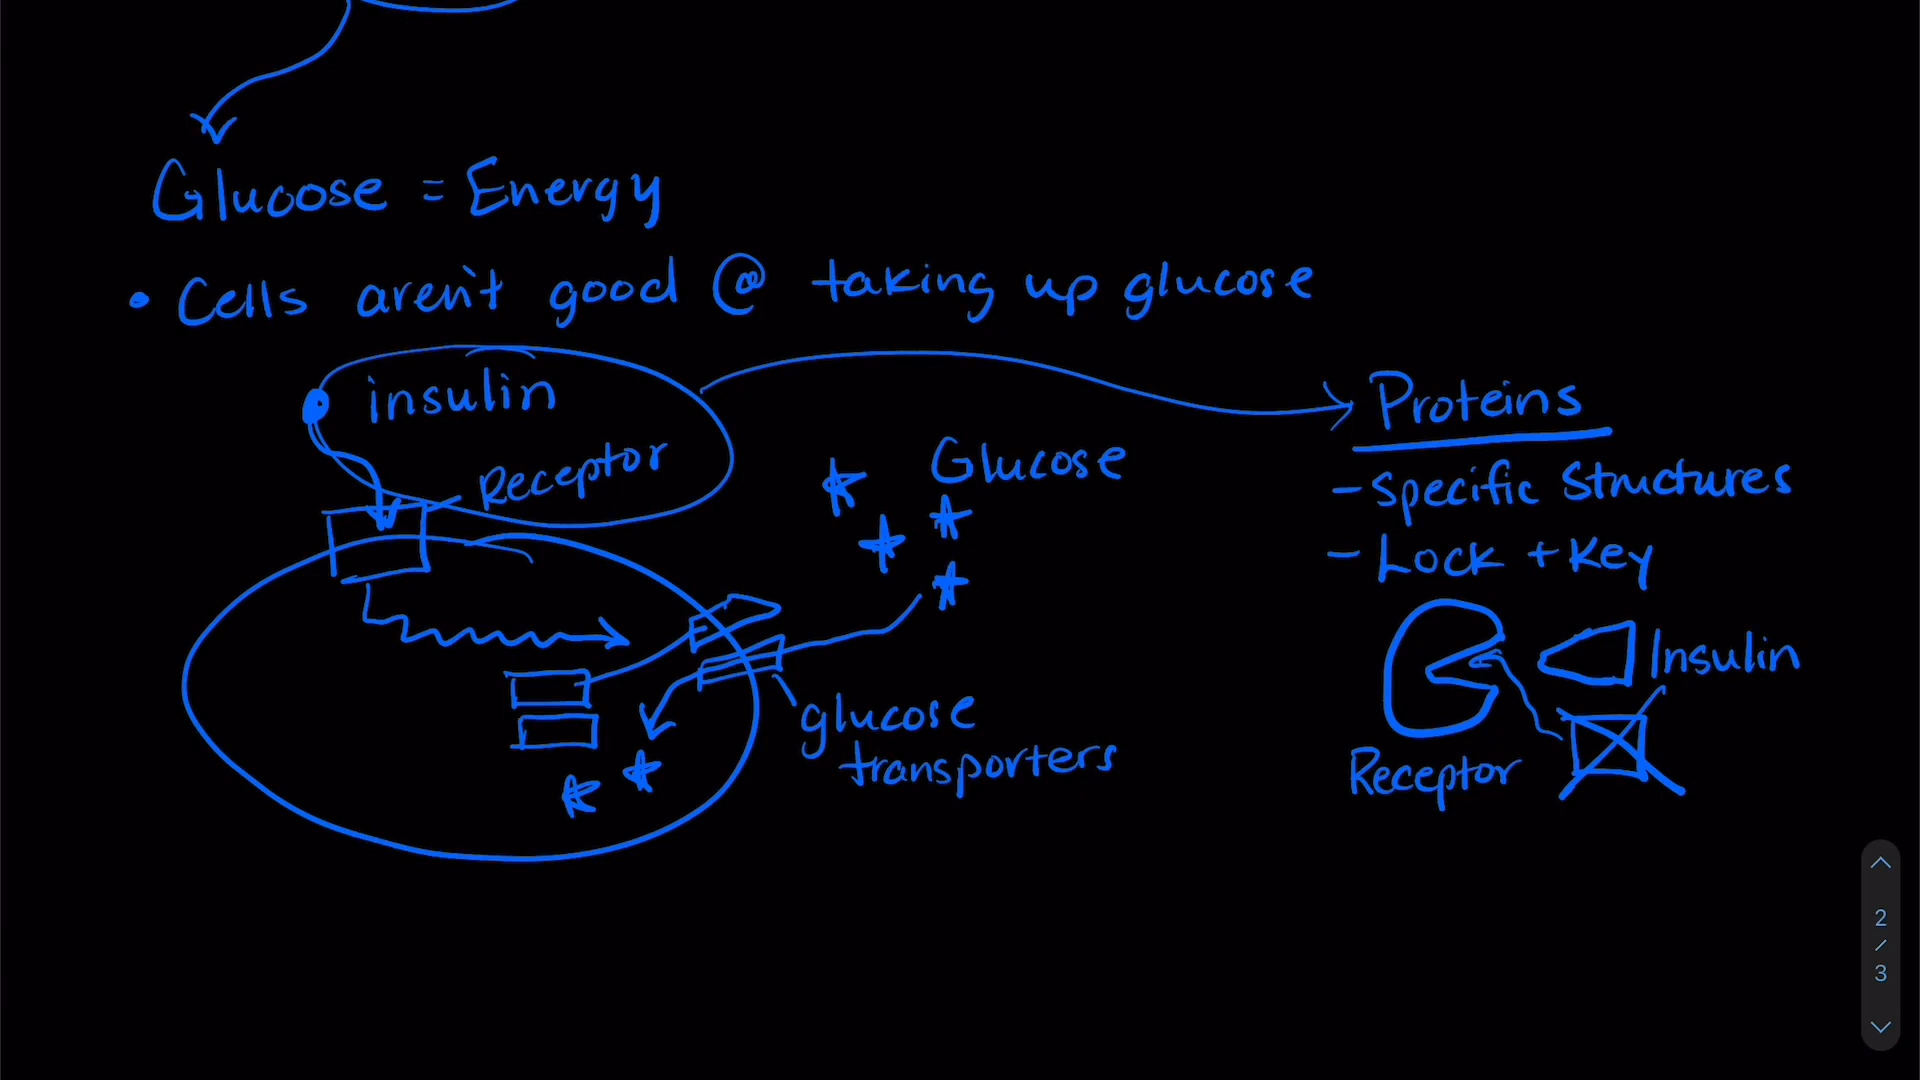 Glucose = Energy
• Cells aren't good @ taking up glucose
insulin
Receptor
Glucose
glucose
transporters
Proteins
- Specific Structures
- Lock + Key
Insulin
Receptor
2
/
3